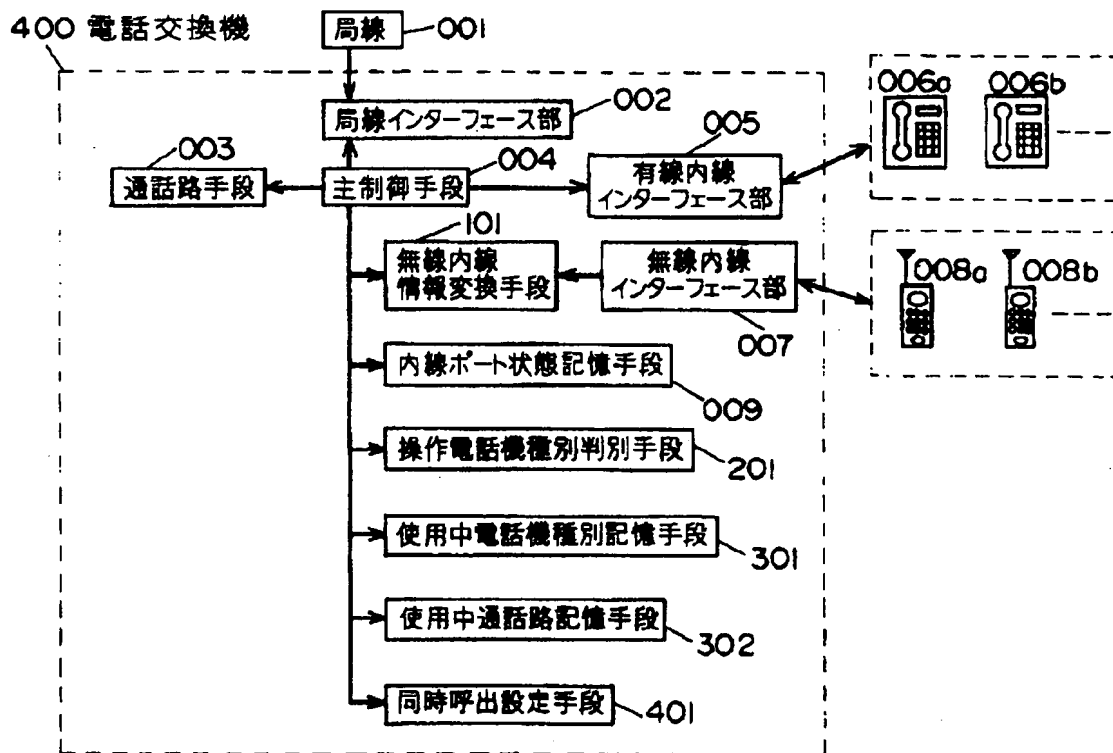 400 電話交換機
局線
001
局線インターフェース部
002
003
通話路手段
004
主制御手段
005
有線内線
インターフェース部
006a
006b
101
無線内線
情報変換手段
無線内線
インターフェース部
007
008a
008b
内線ポート状態記憶手段
009
操作電話機種別判別手段
201
使用中電話機種別記憶手段
301
使用中通話路記憶手段
302
同時呼出設定手段
401